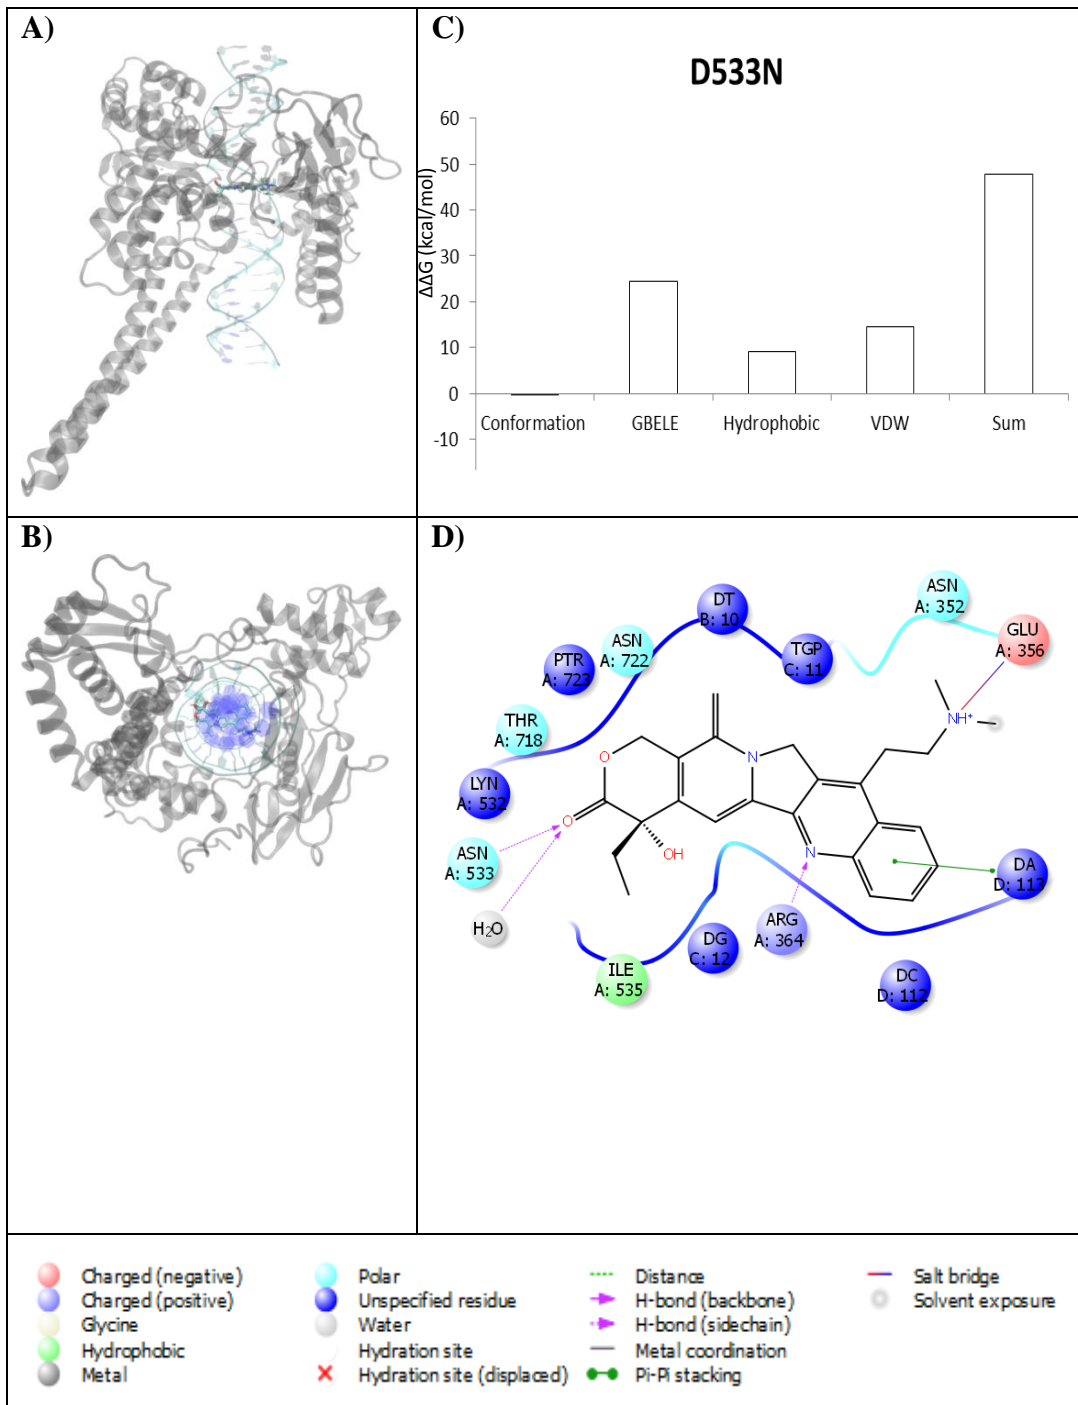 A)
C)
D533N
ΔΔG (kcal/mol)
60
50
40
30
20
10
0
-10
Conformation GBELE Hydrophobic VDW Sum
B)
D)
ASN
A: 352
GLU
A: 356
DT
B: 10
TGP
C: 11
ASN
A: 722
PTR
A: 723
THR
A: 718
LYN
A: 532
ASN
A: 533
H2O
ILE
A: 535
DG
C: 12
ARG
A: 364
DA
D: 113
DC
D: 112
NH+
N
O
O
OH
N
Charged (negative)
Charged (positive)
Glycine
Hydrophobic
Metal
Polar
Unspecified residue
Water
Hydration site
Hydration site (displaced)
Distance
H-bond (backbone)
H-bond (sidechain)
Metal coordination
Pi-Pi stacking
Salt bridge
Solvent exposure